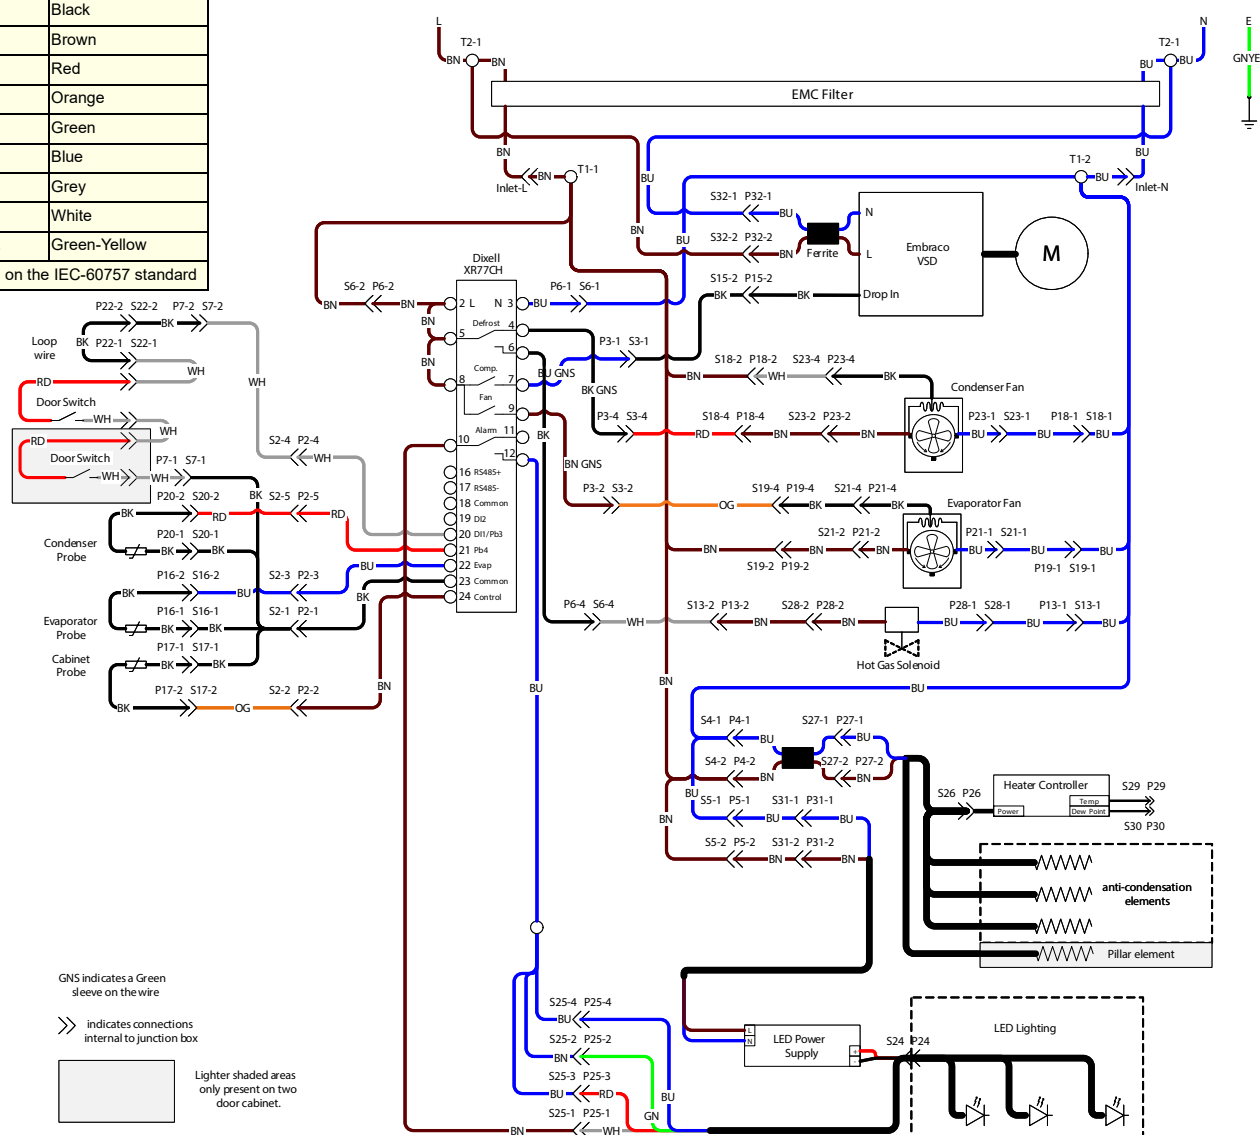 Black
Brown
Red
Orange
Green
Blue
Grey
White
Green-Yellow
on the IEC-60757 standard
L
T2-1
BN
BN
EMC Filter
N
T2-1
BU
BU
E
GNYE
BN
Inlet-L
BN
T1-1
BU
T1-2
BU
BU
Inlet-N
BN
BU
S32-1 P32-1
BU
N
S32-2 P32-2
BN
L
Ferrite
Embraco
VSD
M
S15-2 P15-2
BK
BK
Drop In
Dixell
XR77CH
S6-2 P6-2
BN
BN
BN
BN
2 L
N 3
BU
P6-1 S6-1
Defrost
4
5
6
Comp.
8
7
Fan
9
Alarm
11
10
12
16 RS485+
17 RS485-
18 Common
19 DI2
20 DI1/Pb3
21 Pb4
22 Evap
23 Common
24 Control
P3-1 S3-1
BU GNS
BK GNS
BK
BN GNS
S18-2 P18-2
BN
WH
S23-4 P23-4
BK
Condenser Fan
P3-4 S3-4
RD
S18-4 P18-4
BN
S23-2 P23-2
BN
P23-1 S23-1
BU
BU
P18-1 S18-1
BU
P3-2 S3-2
OG
S19-4 P19-4
BK
S21-4 P21-4
BK
Evaporator Fan
BN
S19-2 P19-2
BN
S21-2 P21-2
BN
P21-1 S21-1
BU
BU
P19-1 S19-1
BU
P6-4 S6-4
WH
S13-2 P13-2
BN
S28-2 P28-2
BN
Hot Gas Solenoid
P28-1 S28-1
BU
BU
P13-1 S13-1
BU
P22-2 S22-2
P7-2 S7-2
BK
BK
P22-1 S22-1
WH
Loop
wire
RD
Door Switch
WH
WH
WH
RD
Door Switch
WH
WH
P7-1 S7-1
BK
S2-4 P2-4
WH
P20-2 S20-2
BK
RD
S2-5 P2-5
RD
P20-1 S20-1
BK
BK
Condenser
Probe
P16-2 S16-2
BK
BU
S2-3 P2-3
BU
BK
P16-1 S16-1
BK
BK
S2-1 P2-1
Evaporator
Probe
P17-1 S17-1
BK
BK
Cabinet
Probe
P17-2 S17-2
BK
OG
S2-2 P2-2
BN
BU
BN
BU
S4-1 P4-1
BU
S27-1 P27-1
BU
S4-2 P4-2
BN
S27-2 P27-2
BN
BU
BN
S5-1 P5-1
BU
S31-1 P31-1
BU
S5-2 P5-2
BN
S31-2 P31-2
BN
S26 P26
Heater Controller
Power
Temp
Dew Point
S29 P29
S30 P30
anti-condensation
elements
Pillar element
GNS indicates a Green
sleeve on the wire
indicates connections
internal to junction box
Lighter shaded areas
only present on two
door cabinet.
S25-4 P25-4
BU
S25-2 P25-2
BN
S25-3 P25-3
BU
RD
S25-1 P25-1
BN
WH
GN
BU
L
N
LED Power
Supply
+
-
S24 P24
LED Lighting